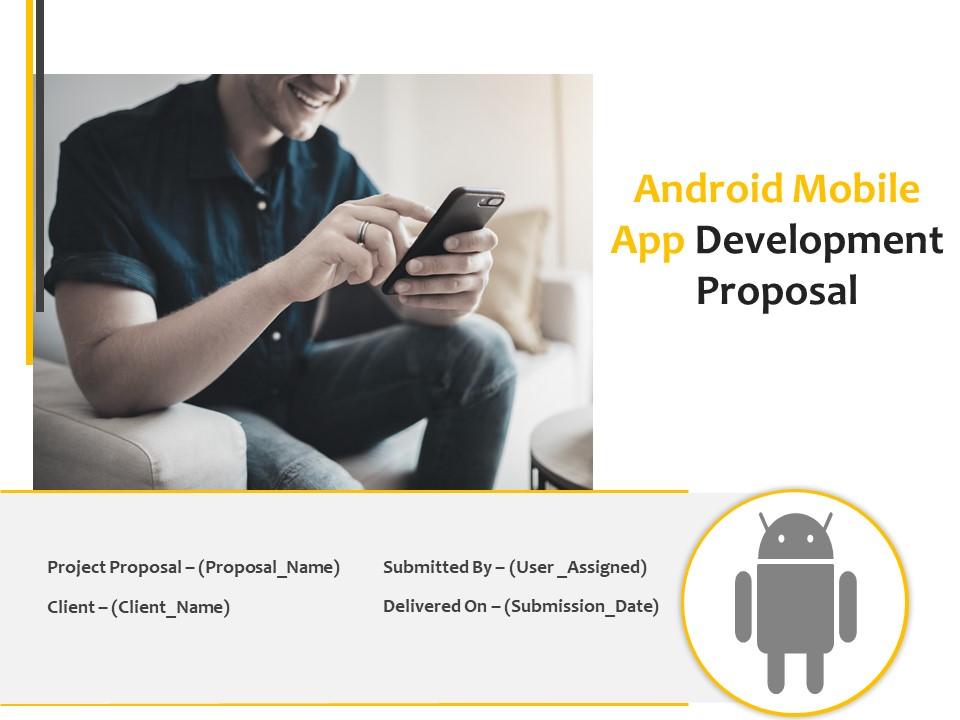 Android Mobile
App Development
Proposal
Project Proposal – (Proposal_Name)
Submitted By – (User _Assigned)
Client – (Client_Name)
Delivered On – (Submission_Date)